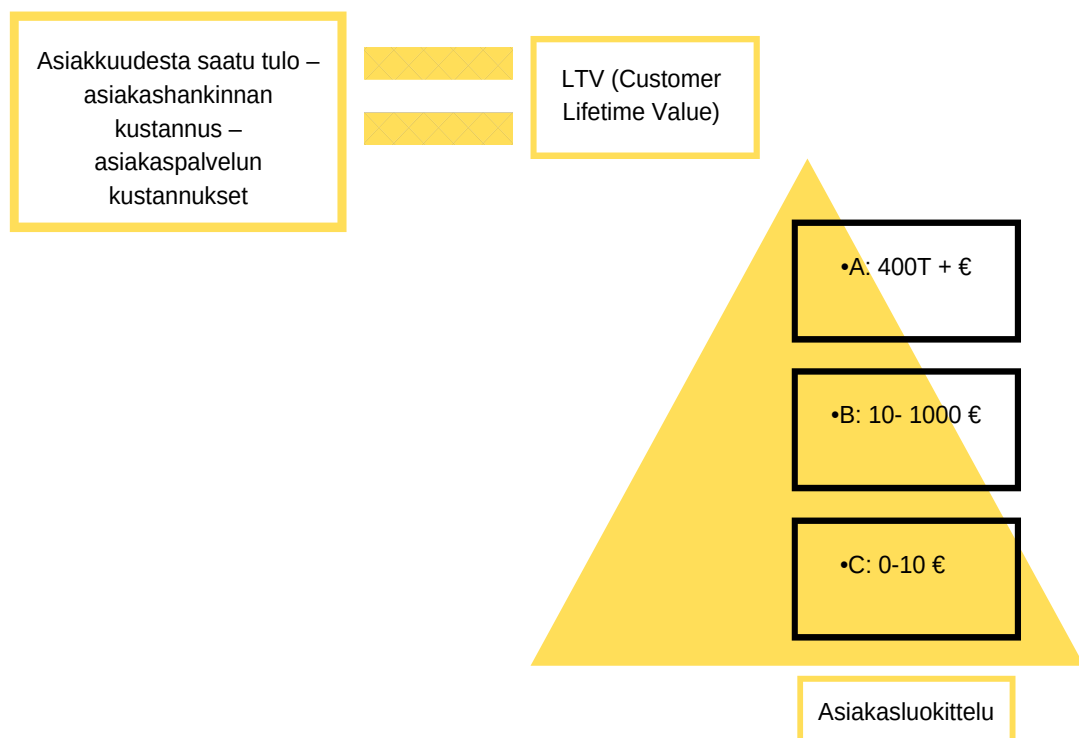 Asiakkuudesta saatu tulo –
asiakashankinnan
kustannus –
asiakaspalvelun
kustannukset
LTV (Customer
Lifetime Value)
•A: 400T + €
•B: 10- 1000 €
•C: 0-10 €
Asiakasluokittelu